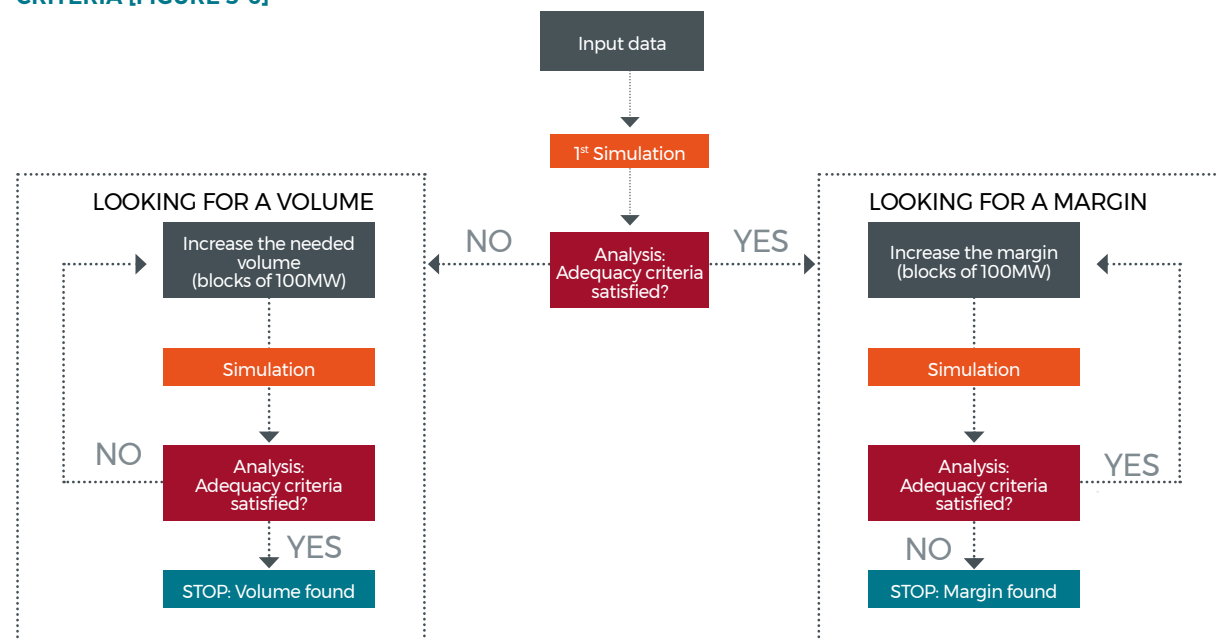 CRITERIA [FIGURE 3-6]
Input data
1st Simulation
Analysis:
Adequacy criteria
satisfied?
NO
YES
LOOKING FOR A VOLUME
Increase the needed
volume
(blocks of 100MW)
Simulation
NO
Analysis:
Adequacy criteria
satisfied?
YES
STOP: Volume found
LOOKING FOR A MARGIN
Increase the margin
(blocks of 100MW)
Simulation
Analysis:
Adequacy criteria
satisfied?
YES
NO
STOP: Margin found